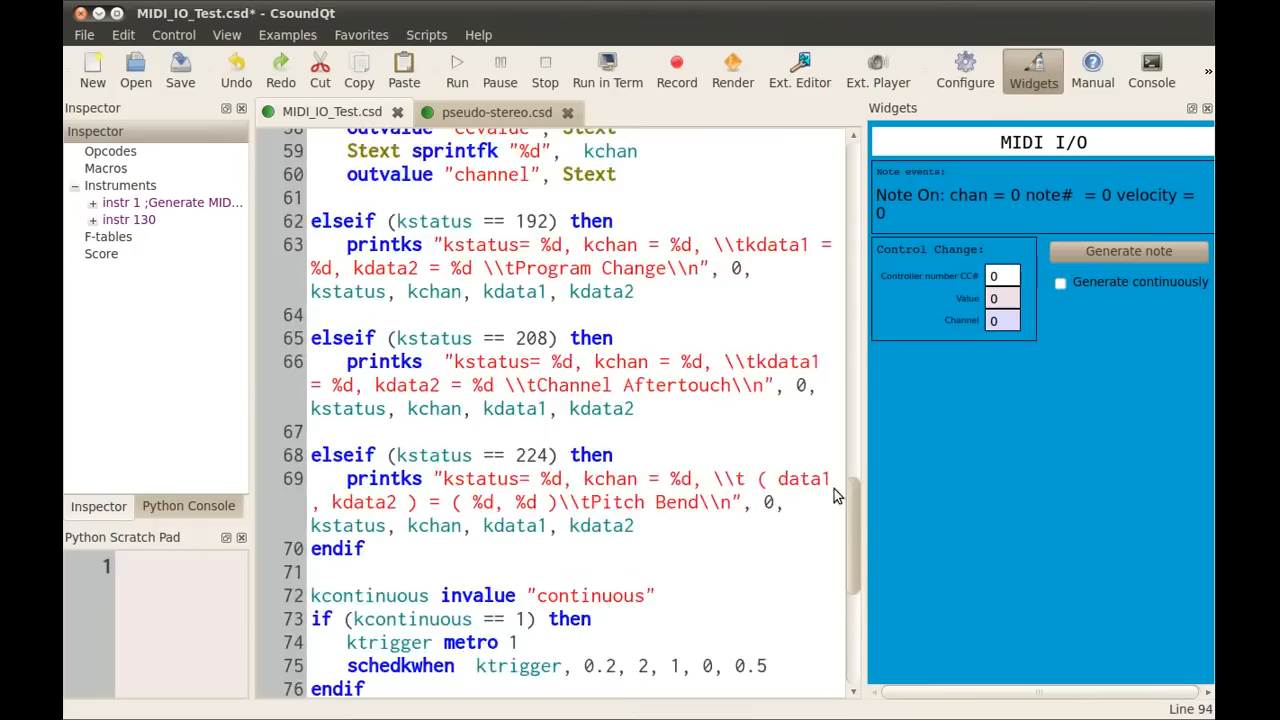 MIDI_IO_Test.csd* - CsoundQt
File Edit Control View Examples Favorites Scripts Help
New Open Save Undo Redo Cut Copy Paste Run Pause Stop Run in Term Record Render Ext. Editor Ext. Player Configure Widgets Manual Console »
Inspector
Inspector
Opcodes
Macros
Instruments
instr 1 ;Generate MID...
instr 130
F-tables
Score
Inspector Python Console
Python Scratch Pad
1
MIDI_IO_Test.csd pseudo-stereo.csd
58 outvalue "ccvalue", Stext
59 Stext sprintfk "%d", kchan
60 outvalue "channel", Stext
61
62 elseif (kstatus == 192) then
63 printks "kstatus= %d, kchan = %d, \\tkdata1 =
%d, kdata2 = %d \\tProgram Change\\n", 0,
kstatus, kchan, kdata1, kdata2
64
65 elseif (kstatus == 208) then
66 printks "kstatus= %d, kchan = %d, \\tkdata1
= %d, kdata2 = %d \\tChannel Aftertouch\\n", 0,
kstatus, kchan, kdata1, kdata2
67
68 elseif (kstatus == 224) then
69 printks "kstatus= %d, kchan = %d, \\t ( data1
, kdata2 ) = ( %d, %d )\\tPitch Bend\\n", 0,
kstatus, kchan, kdata1, kdata2
70 endif
71
72 kcontinuous invalue "continuous"
73 if (kcontinuous == 1) then
74 ktrigger metro 1
75 schedkwhen ktrigger, 0.2, 2, 1, 0, 0.5
76 endif
Widgets
MIDI I/O
Note events:
Note On: chan = 0 note# = 0 velocity =
0
Control Change:
Controller number CC# 0
Value 0
Channel 0
Generate note
Generate continuously
Line 94